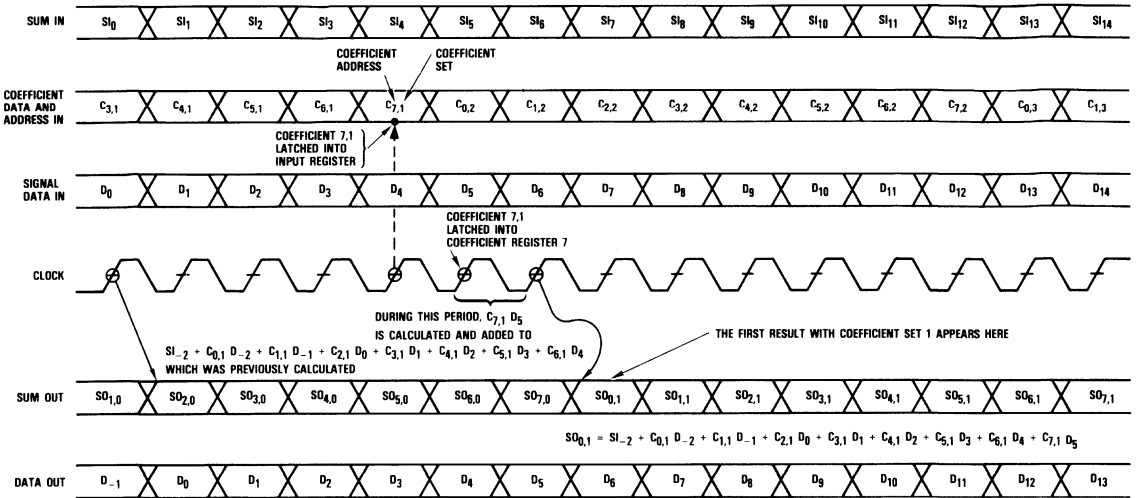 SUM IN SI0 SI1 SI2 SI3 SI4 SI5 SI6 SI7 SI8 SI9 SI10 SI11 SI12 SI13 SI14
COEFFICIENT ADDRESS
COEFFICIENT SET
COEFFICIENT DATA AND ADDRESS IN C3,1 C4,1 C5,1 C6,1 C7,1 C0,2 C1,2 C2,2 C3,2 C4,2 C5,2 C6,2 C7,2 C0,3 C1,3
COEFFICIENT 7,1
LATCHED INTO
INPUT REGISTER
SIGNAL DATA IN D0 D1 D2 D3 D4 D5 D6 D7 D8 D9 D10 D11 D12 D13 D14
COEFFICIENT 7,1
LATCHED INTO
COEFFICIENT REGISTER 7
CLOCK
DURING THIS PERIOD, C7,1 D5
IS CALCULATED AND ADDED TO
SI−2 + C0,1 D−2 + C1,1 D−1 + C2,1 D0 + C3,1 D1 + C4,1 D2 + C5,1 D3 + C6,1 D4
WHICH WAS PREVIOUSLY CALCULATED
THE FIRST RESULT WITH COEFFICIENT SET 1 APPEARS HERE
SUM OUT SO1,0 SO2,0 SO3,0 SO4,0 SO5,0 SO6,0 SO7,0 SO0,1 SO1,1 SO2,1 SO3,1 SO4,1 SO5,1 SO6,1 SO7,1
SO0,1 = SI−2 + C0,1 D−2 + C1,1 D−1 + C2,1 D0 + C3,1 D1 + C4,1 D2 + C5,1 D3 + C6,1 D4 + C7,1 D5
DATA OUT D−1 D0 D1 D2 D3 D4 D5 D6 D7 D8 D9 D10 D11 D12 D13